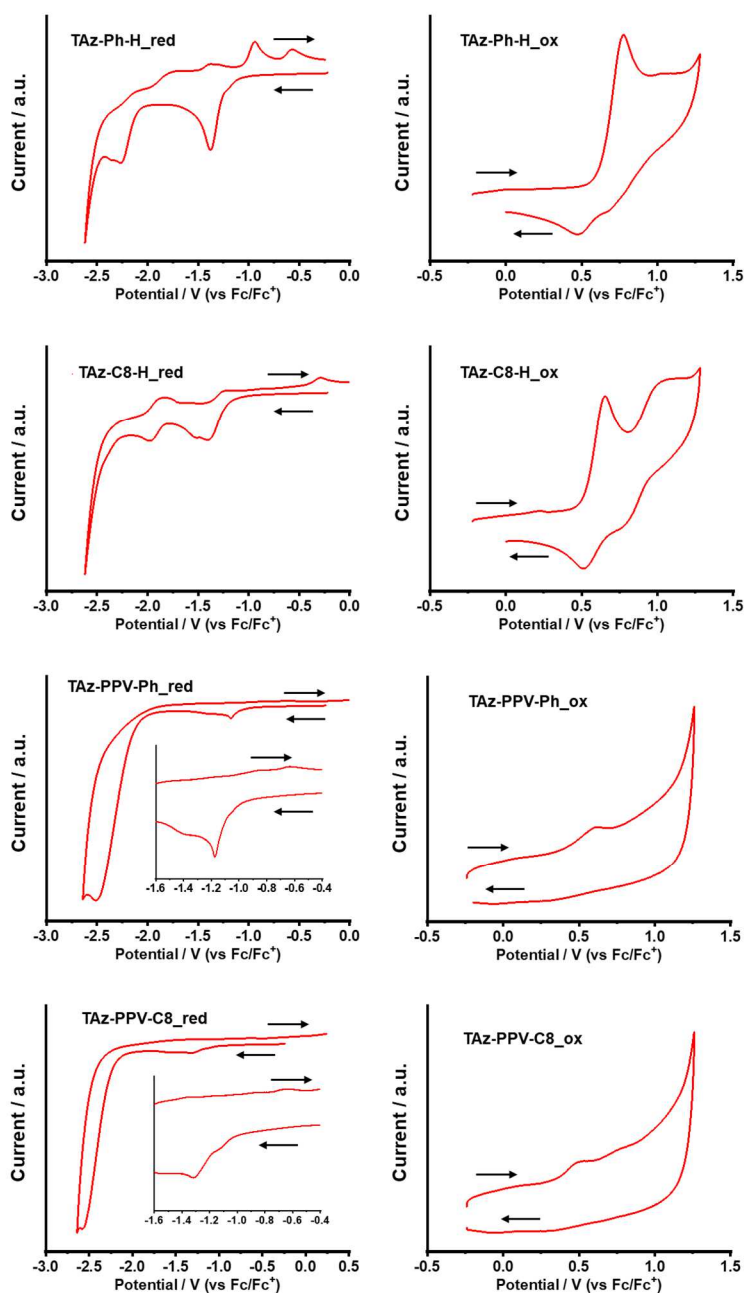 TAz-Ph-H_red
Current / a.u.
-3.0 -2.5 -2.0 -1.5 -1.0 -0.5 0.0
Potential / V (vs Fc/Fc+)
TAz-Ph-H_ox
Current / a.u.
-0.5 0.0 0.5 1.0 1.5
Potential / V (vs Fc/Fc+)
TAz-C8-H_red
Current / a.u.
-3.0 -2.5 -2.0 -1.5 -1.0 -0.5 0.0
Potential / V (vs Fc/Fc+)
TAz-C8-H_ox
Current / a.u.
-0.5 0.0 0.5 1.0 1.5
Potential / V (vs Fc/Fc+)
TAz-PPV-Ph_red
Current / a.u.
-1.6 -1.4 -1.2 -1.0 -0.8 -0.6 -0.4
-3.0 -2.5 -2.0 -1.5 -1.0 -0.5 0.0
Potential / V (vs Fc/Fc+)
TAz-PPV-Ph_ox
Current / a.u.
-0.5 0.0 0.5 1.0 1.5
Potential / V (vs Fc/Fc+)
TAz-PPV-C8_red
Current / a.u.
-1.6 -1.4 -1.2 -1.0 -0.8 -0.6 -0.4
-3.0 -2.5 -2.0 -1.5 -1.0 -0.5 0.0 0.5
Potential / V (vs Fc/Fc+)
TAz-PPV-C8_ox
Current / a.u.
-0.5 0.0 0.5 1.0 1.5
Potential / V (vs Fc/Fc+)